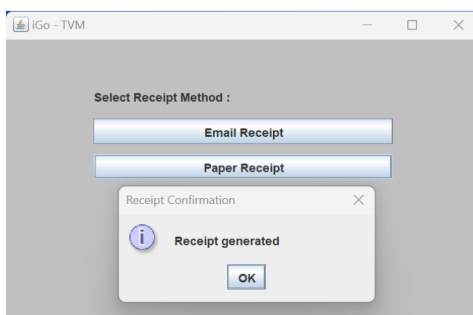 iGo - TVM
Select Receipt Method :
Email Receipt
Paper Receipt
Receipt Confirmation
i
Receipt generated
OK